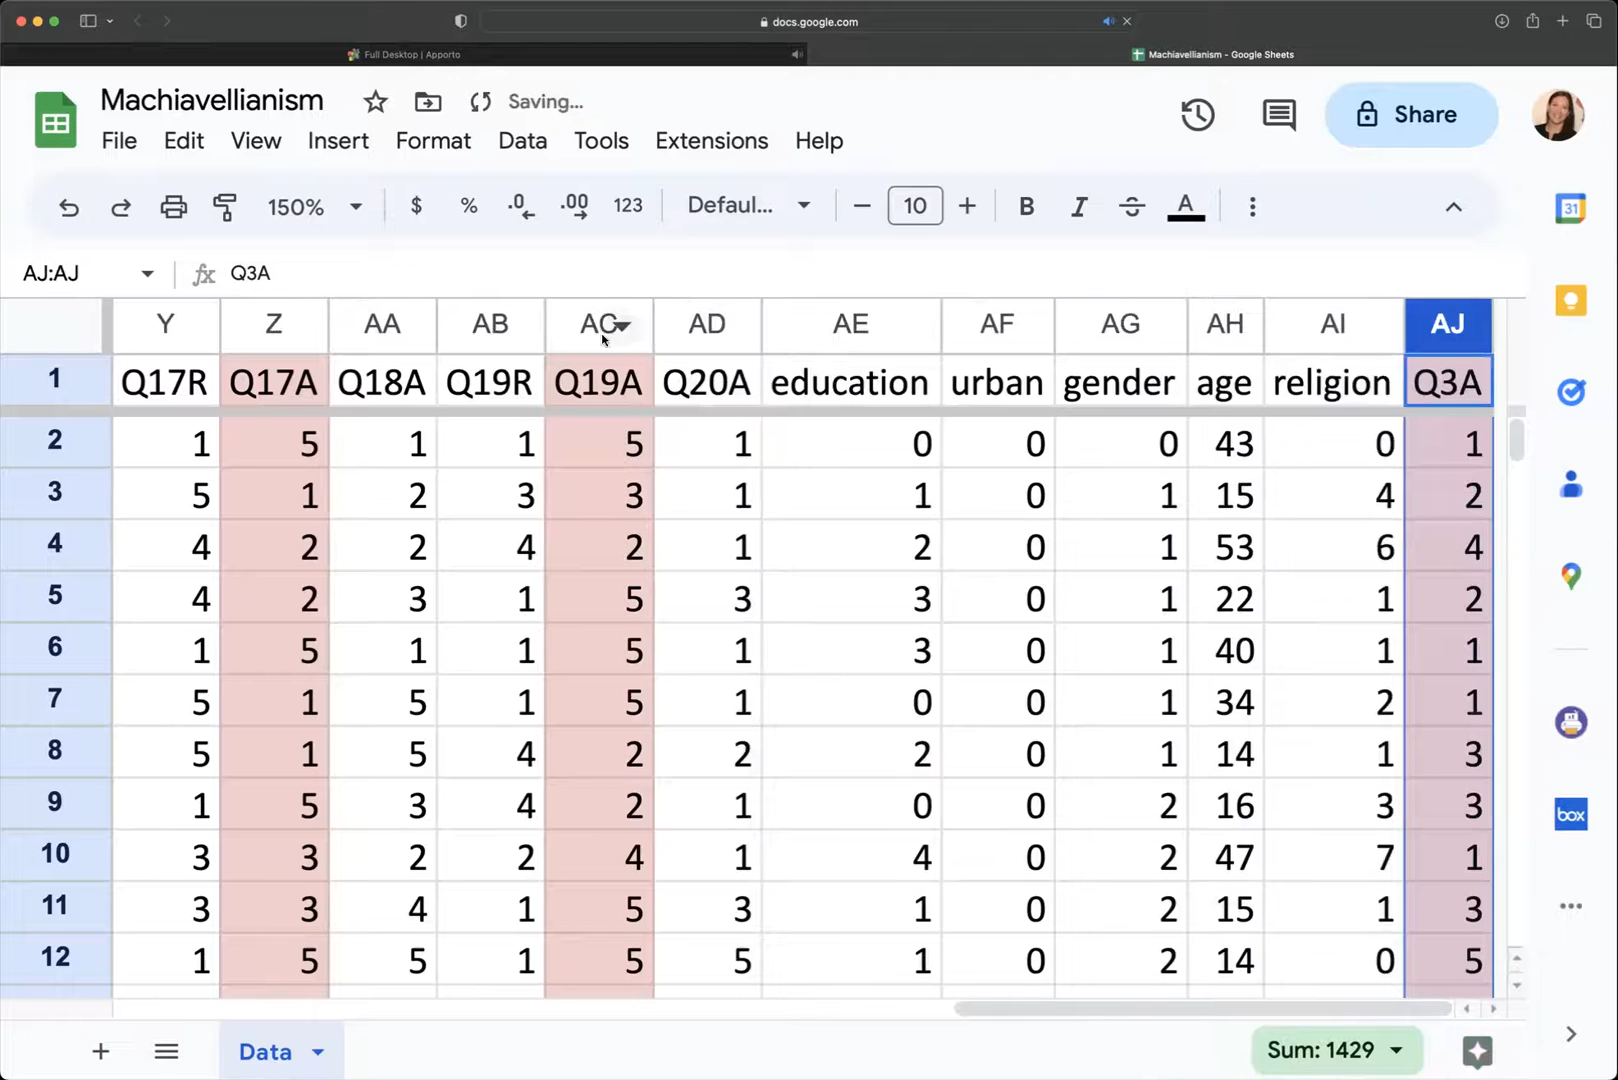 docs.google.com
Full Desktop | Apporto
Machiavellianism - Google Sheets
Machiavellianism Saving...
Share
File Edit View Insert Format Data Tools Extensions Help
150% $ % .0 .00 123 Defaul... 10 B I S A
31
AJ:AJ fx Q3A
Y Z AA AB AC AD AE AF AG AH AI AJ
1 Q17R Q17A Q18A Q19R Q19A Q20A education urban gender age religion Q3A
2 1 5 1 1 5 1 0 0 0 43 0 1
3 5 1 2 3 3 1 1 0 1 15 4 2
4 4 2 2 4 2 1 2 0 1 53 6 4
5 4 2 3 1 5 3 3 0 1 22 1 2
6 1 5 1 1 5 1 3 0 1 40 1 1
7 5 1 5 1 5 1 0 0 1 34 2 1
8 5 1 5 4 2 2 2 0 1 14 1 3
9 1 5 3 4 2 1 0 0 2 16 3 3
box
10 3 3 2 2 4 1 4 0 2 47 7 1
11 3 3 4 1 5 3 1 0 2 15 1 3
12 1 5 5 1 5 5 1 0 2 14 0 5
Data
Sum: 1429